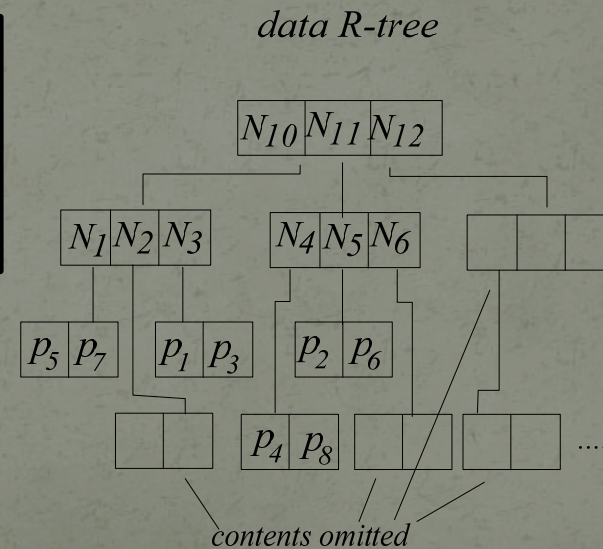 data R-tree
N10 N11 N12
N1 N2 N3
N4 N5 N6
p5 p7
p1 p3
p2 p6
p4 p8
....
contents omitted